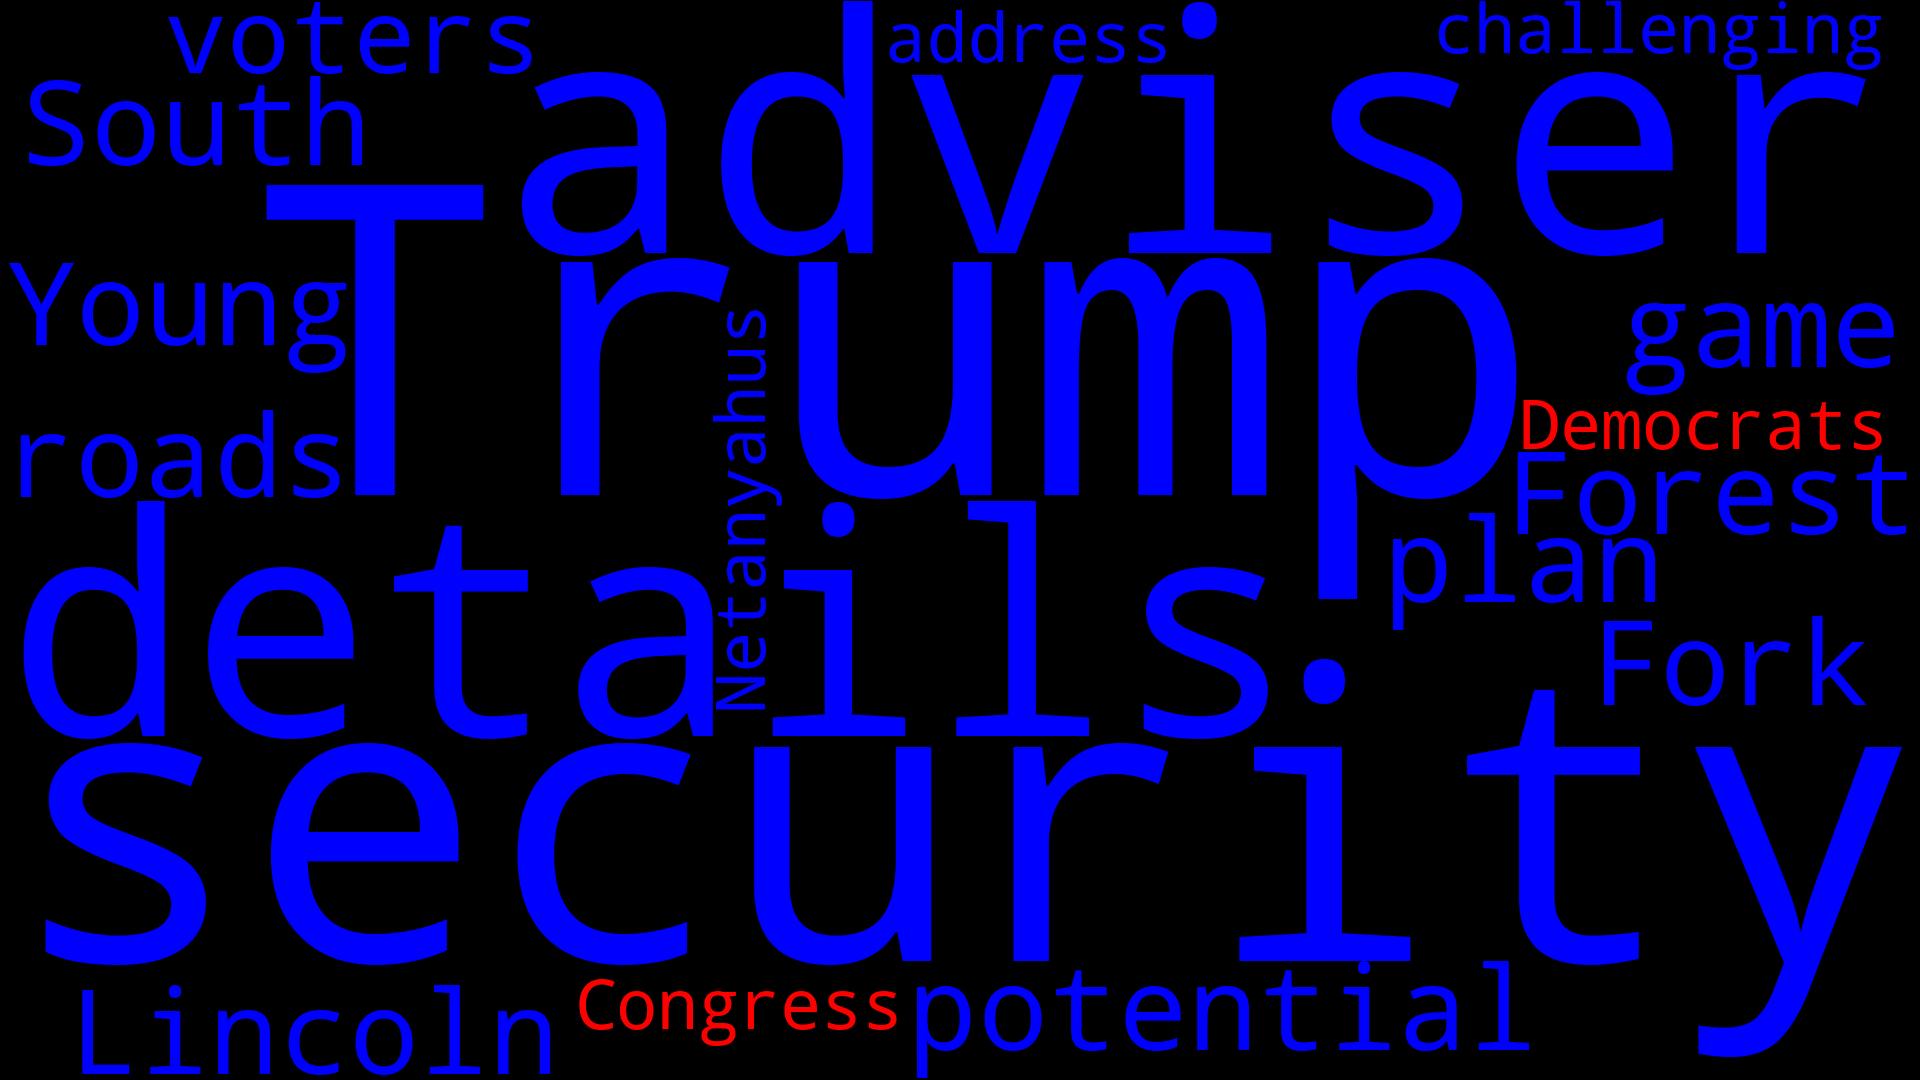 voters
address
challenging
adviser
South
Trump
Young
game
Netanyahus
roads
Democrats
Forest
details
plan
Fork
security
Lincoln
Congress
potential